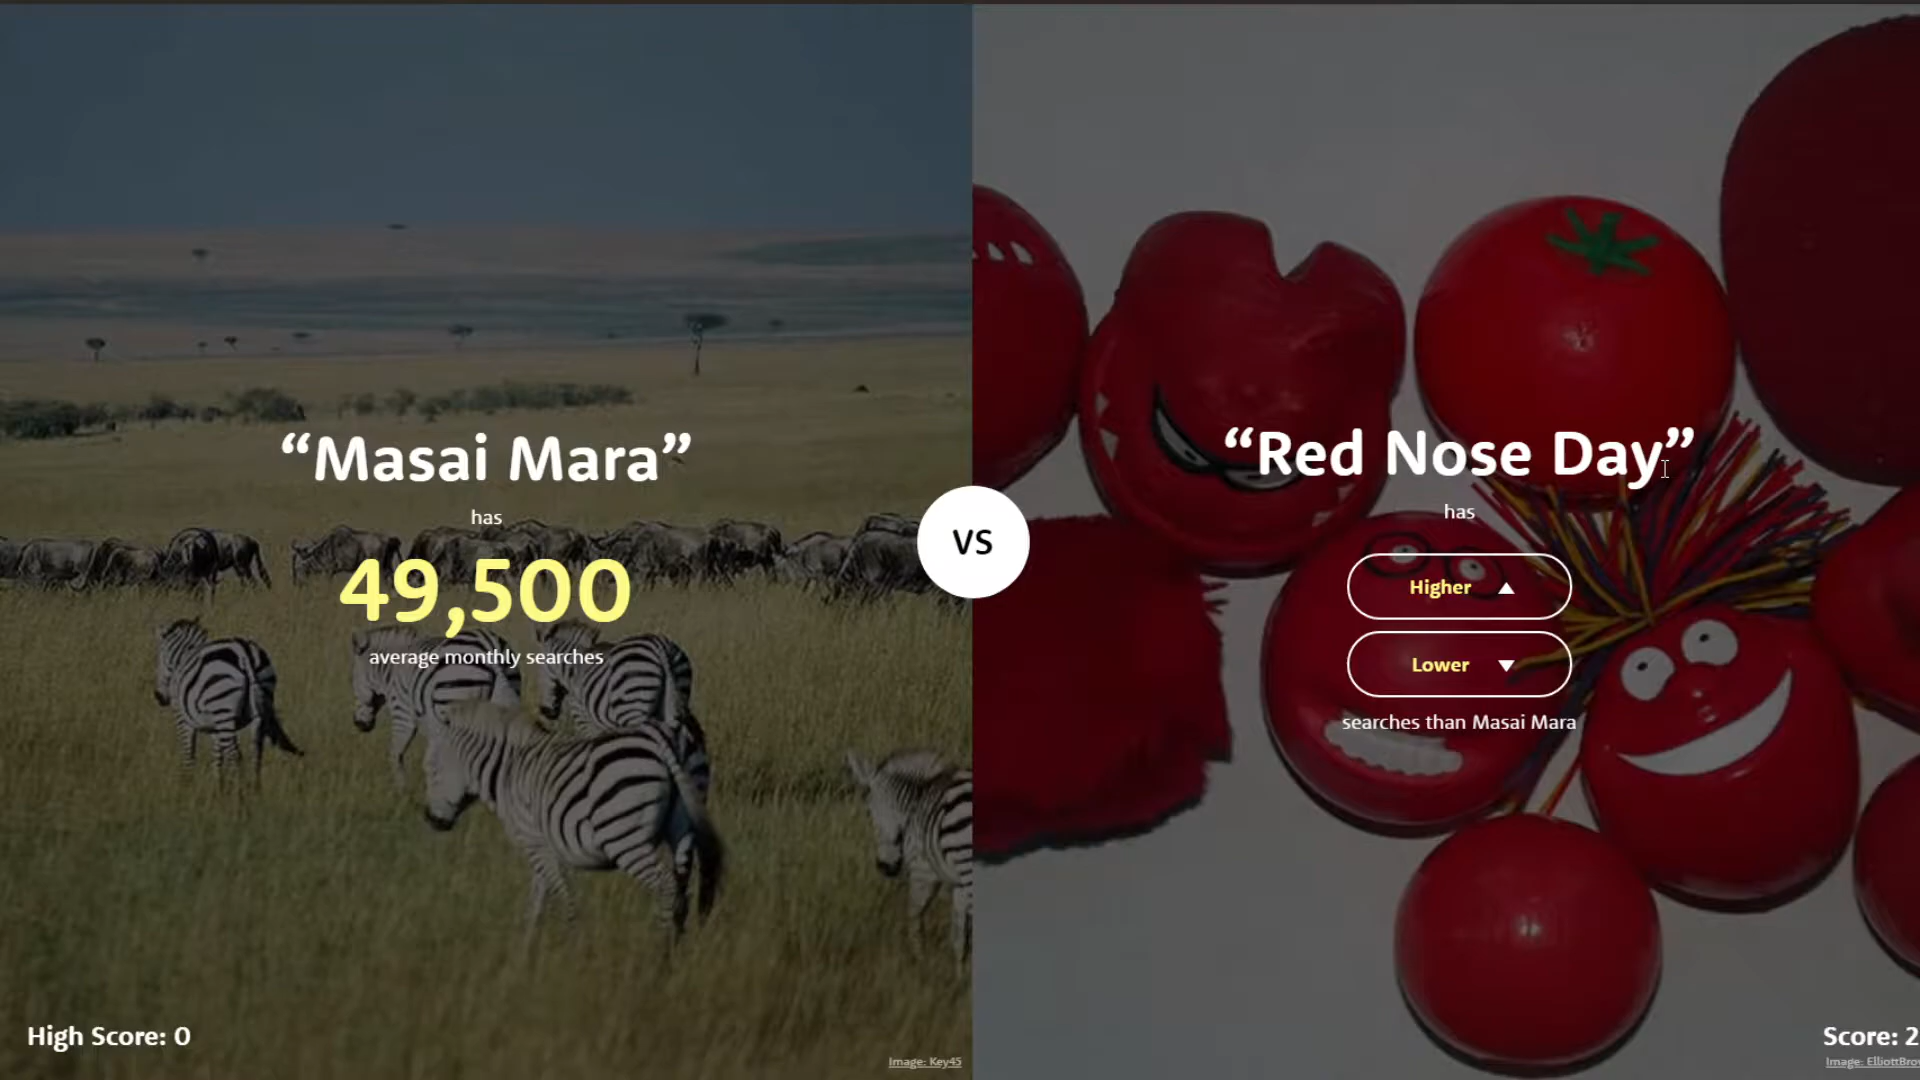 “Masai Mara”
has
49,500
average monthly searches
VS
“Red Nose Day”
has
Higher
Lower
searches than Masai Mara
High Score: 0
Image: Key45
Score: 2
Image: